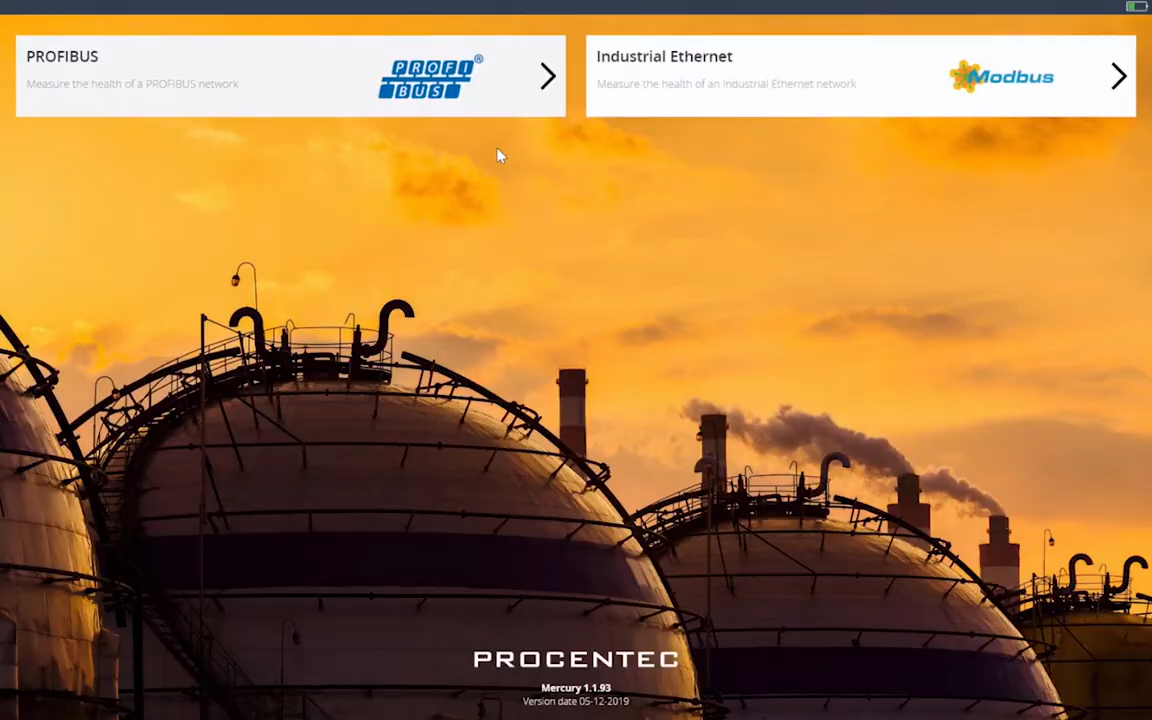 PROFIBUS
Measure the health of a PROFIBUS network
PROFI®
BUS
Industrial Ethernet
Measure the health of an Industrial Ethernet network
Modbus
PROCENTEC
Mercury 1.1.93
Version date 05-12-2019